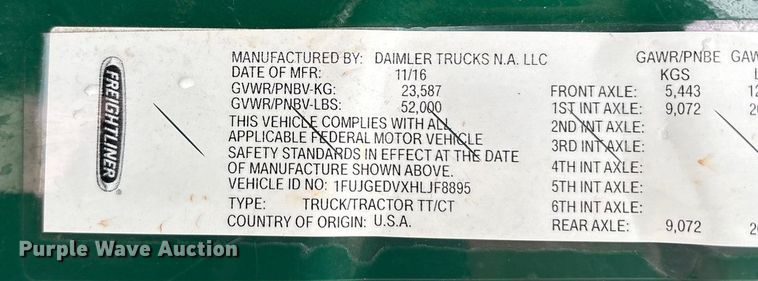 FREIGHTLINER
MANUFACTURED BY: DAIMLER TRUCKS N.A. LLC
DATE OF MFR: 11/16
GVWR/PNBV-KG: 23,587
GVWR/PNBV-LBS: 52,000
THIS VEHICLE COMPLIES WITH ALL
APPLICABLE FEDERAL MOTOR VEHICLE
SAFETY STANDARDS IN EFFECT AT THE DATE
OF MANUFACTURE SHOWN ABOVE.
VEHICLE ID NO: 1FUJGEDVXHLJF8895
TYPE: TRUCK/TRACTOR TT/CT
COUNTRY OF ORIGIN: U.S.A.
GAWR/PNBE
KGS
FRONT AXLE: 5,443
1ST INT AXLE: 9,072
2ND INT AXLE:
3RD INT AXLE:
4TH INT AXLE:
5TH INT AXLE:
6TH INT AXLE:
REAR AXLE: 9,072
Purple Wave Auction